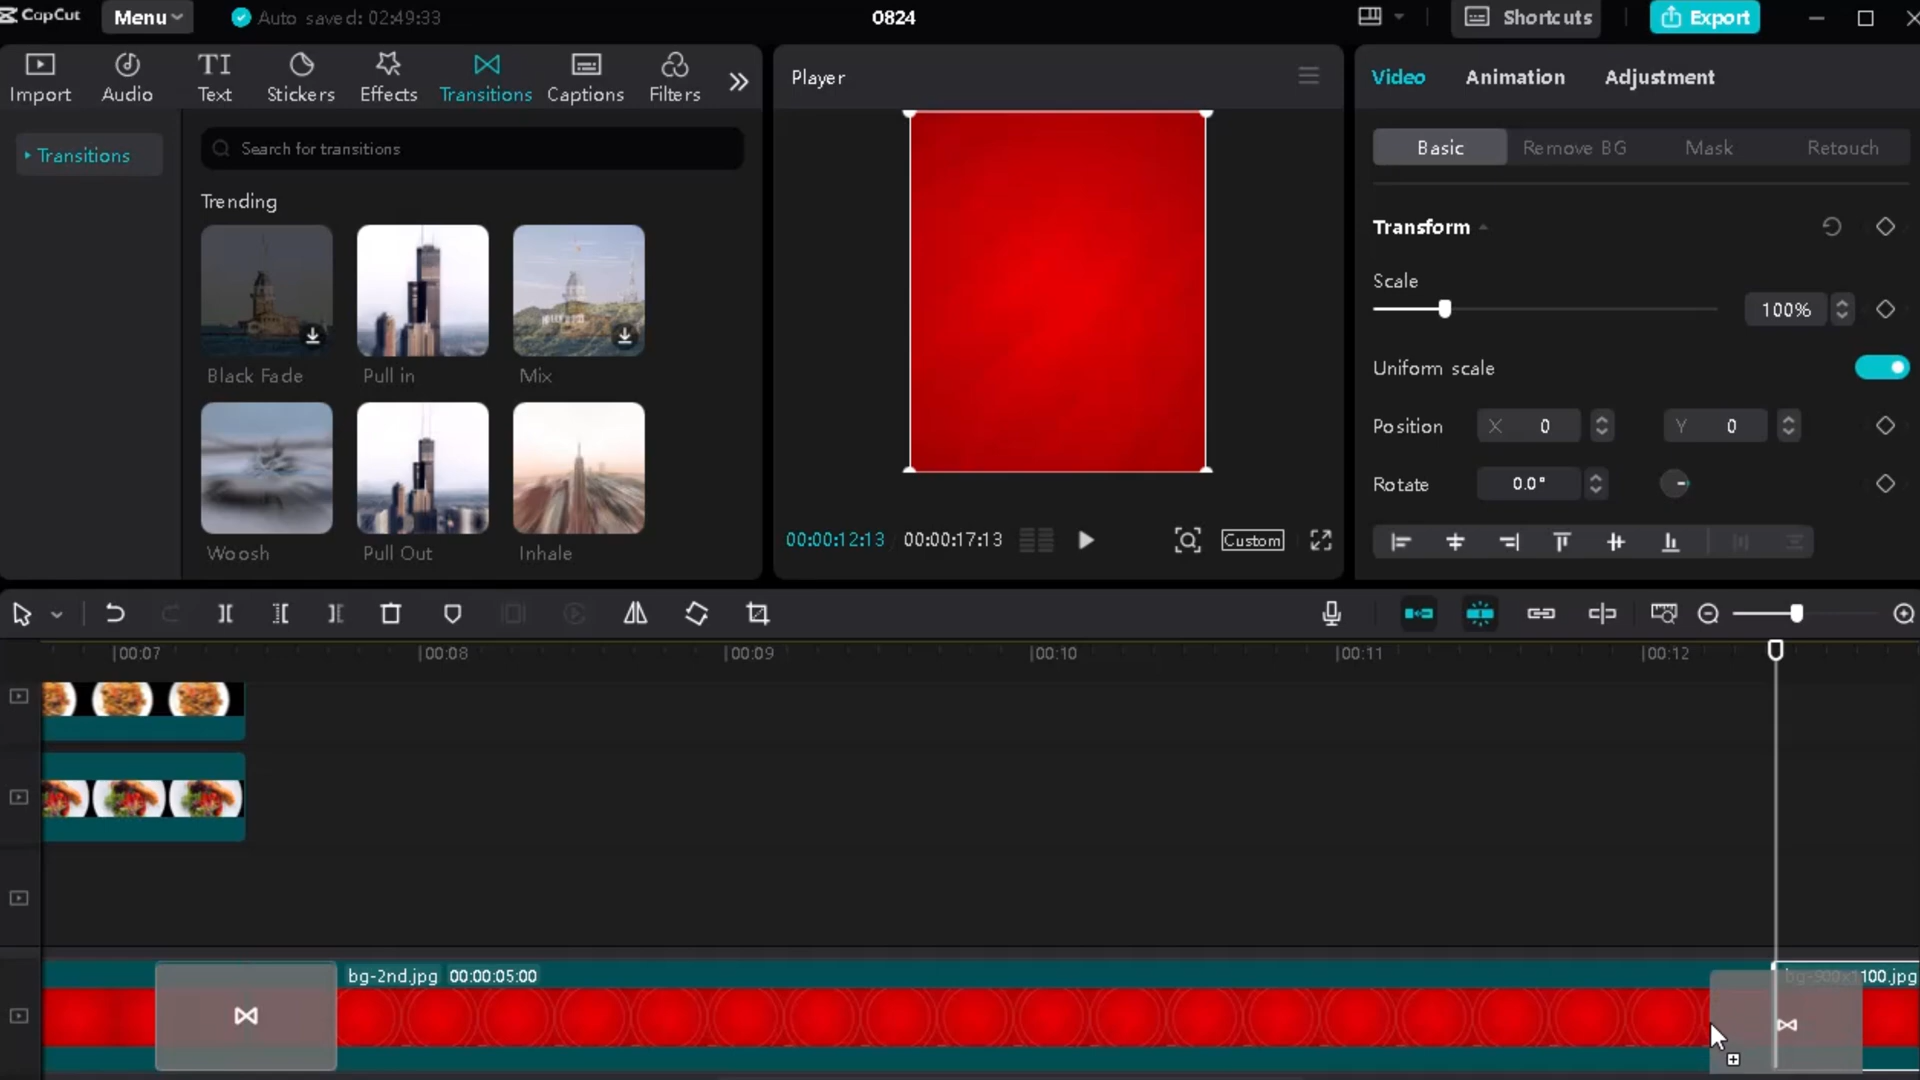 CapCut Menu Auto saved: 02:49:33 0824 Shortcuts Export
Import Audio Text Stickers Effects Transitions Captions Filters
Transitions
Search for transitions
Trending
Black Fade Pull in Mix
Woosh Pull Out Inhale
Player
00:00:12:13 00:00:17:13 Custom
Video Animation Adjustment
Basic Remove BG Mask Retouch
Transform
Scale
100%
Uniform scale
Position X 0 Y 0
Rotate 0.0°
00:07 00:08 00:09 00:10 00:11 00:12
bg-2nd.jpg 00:00:05:00 bg-900x1100.jpg